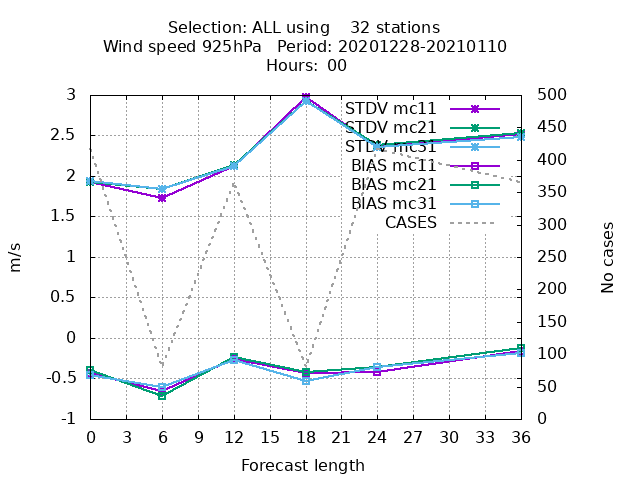 Selection: ALL using    32 stations
Wind speed 925hPa   Period: 20201228-20210110
Hours:  00
3
2.5
2
1.5
1
0.5
0
-0.5
-1
m/s
STDV mc11
STDV mc21
STDV mc31
BIAS mc11
BIAS mc21
BIAS mc31
CASES
500
450
400
350
300
250
200
150
100
50
0
No cases
0 3 6 9 12 15 18 21 24 27 30 33 36
Forecast length